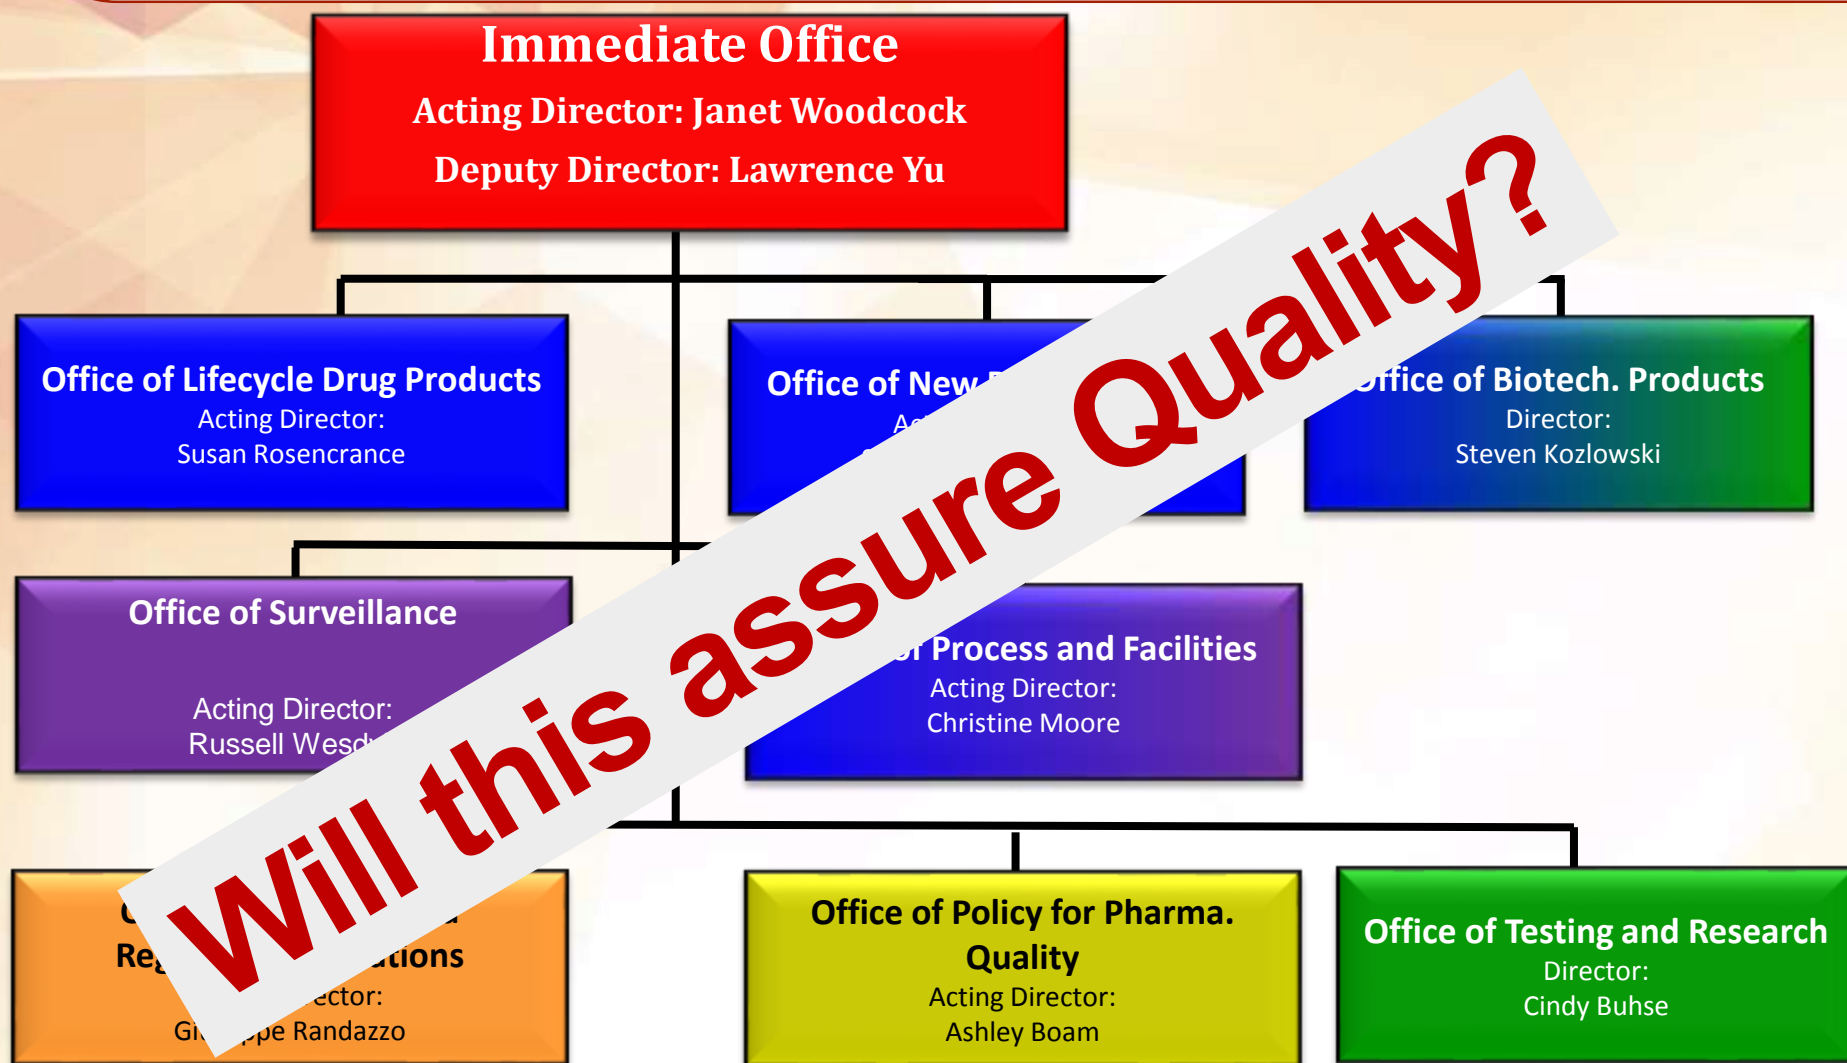 Immediate Office
Acting Director: Janet Woodcock
Deputy Director: Lawrence Yu
Office of Lifecycle Drug Products
Acting Director:
Susan Rosencrance
Office of New
Office of Biotech. Products
Director:
Steven Kozlowski
Will this assure Quality?
Office of Surveillance
Acting Director:
Russell
of Process and Facilities
Acting Director:
Christine Moore
Randazzo
Office of Policy for Pharma.
Quality
Acting Director:
Ashley Boam
Office of Testing and Research
Director:
Cindy Buhse